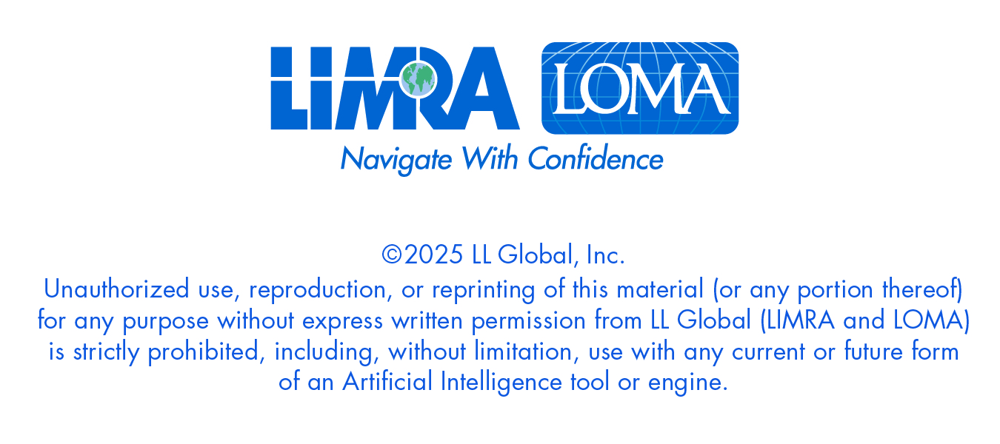 LIMRA LOMA
Navigate With Confidence
©2025 LL Global, Inc.
Unauthorized use, reproduction, or reprinting of this material (or any portion thereof)
for any purpose without express written permission from LL Global (LIMRA and LOMA)
is strictly prohibited, including, without limitation, use with any current or future form
of an Artificial Intelligence tool or engine.